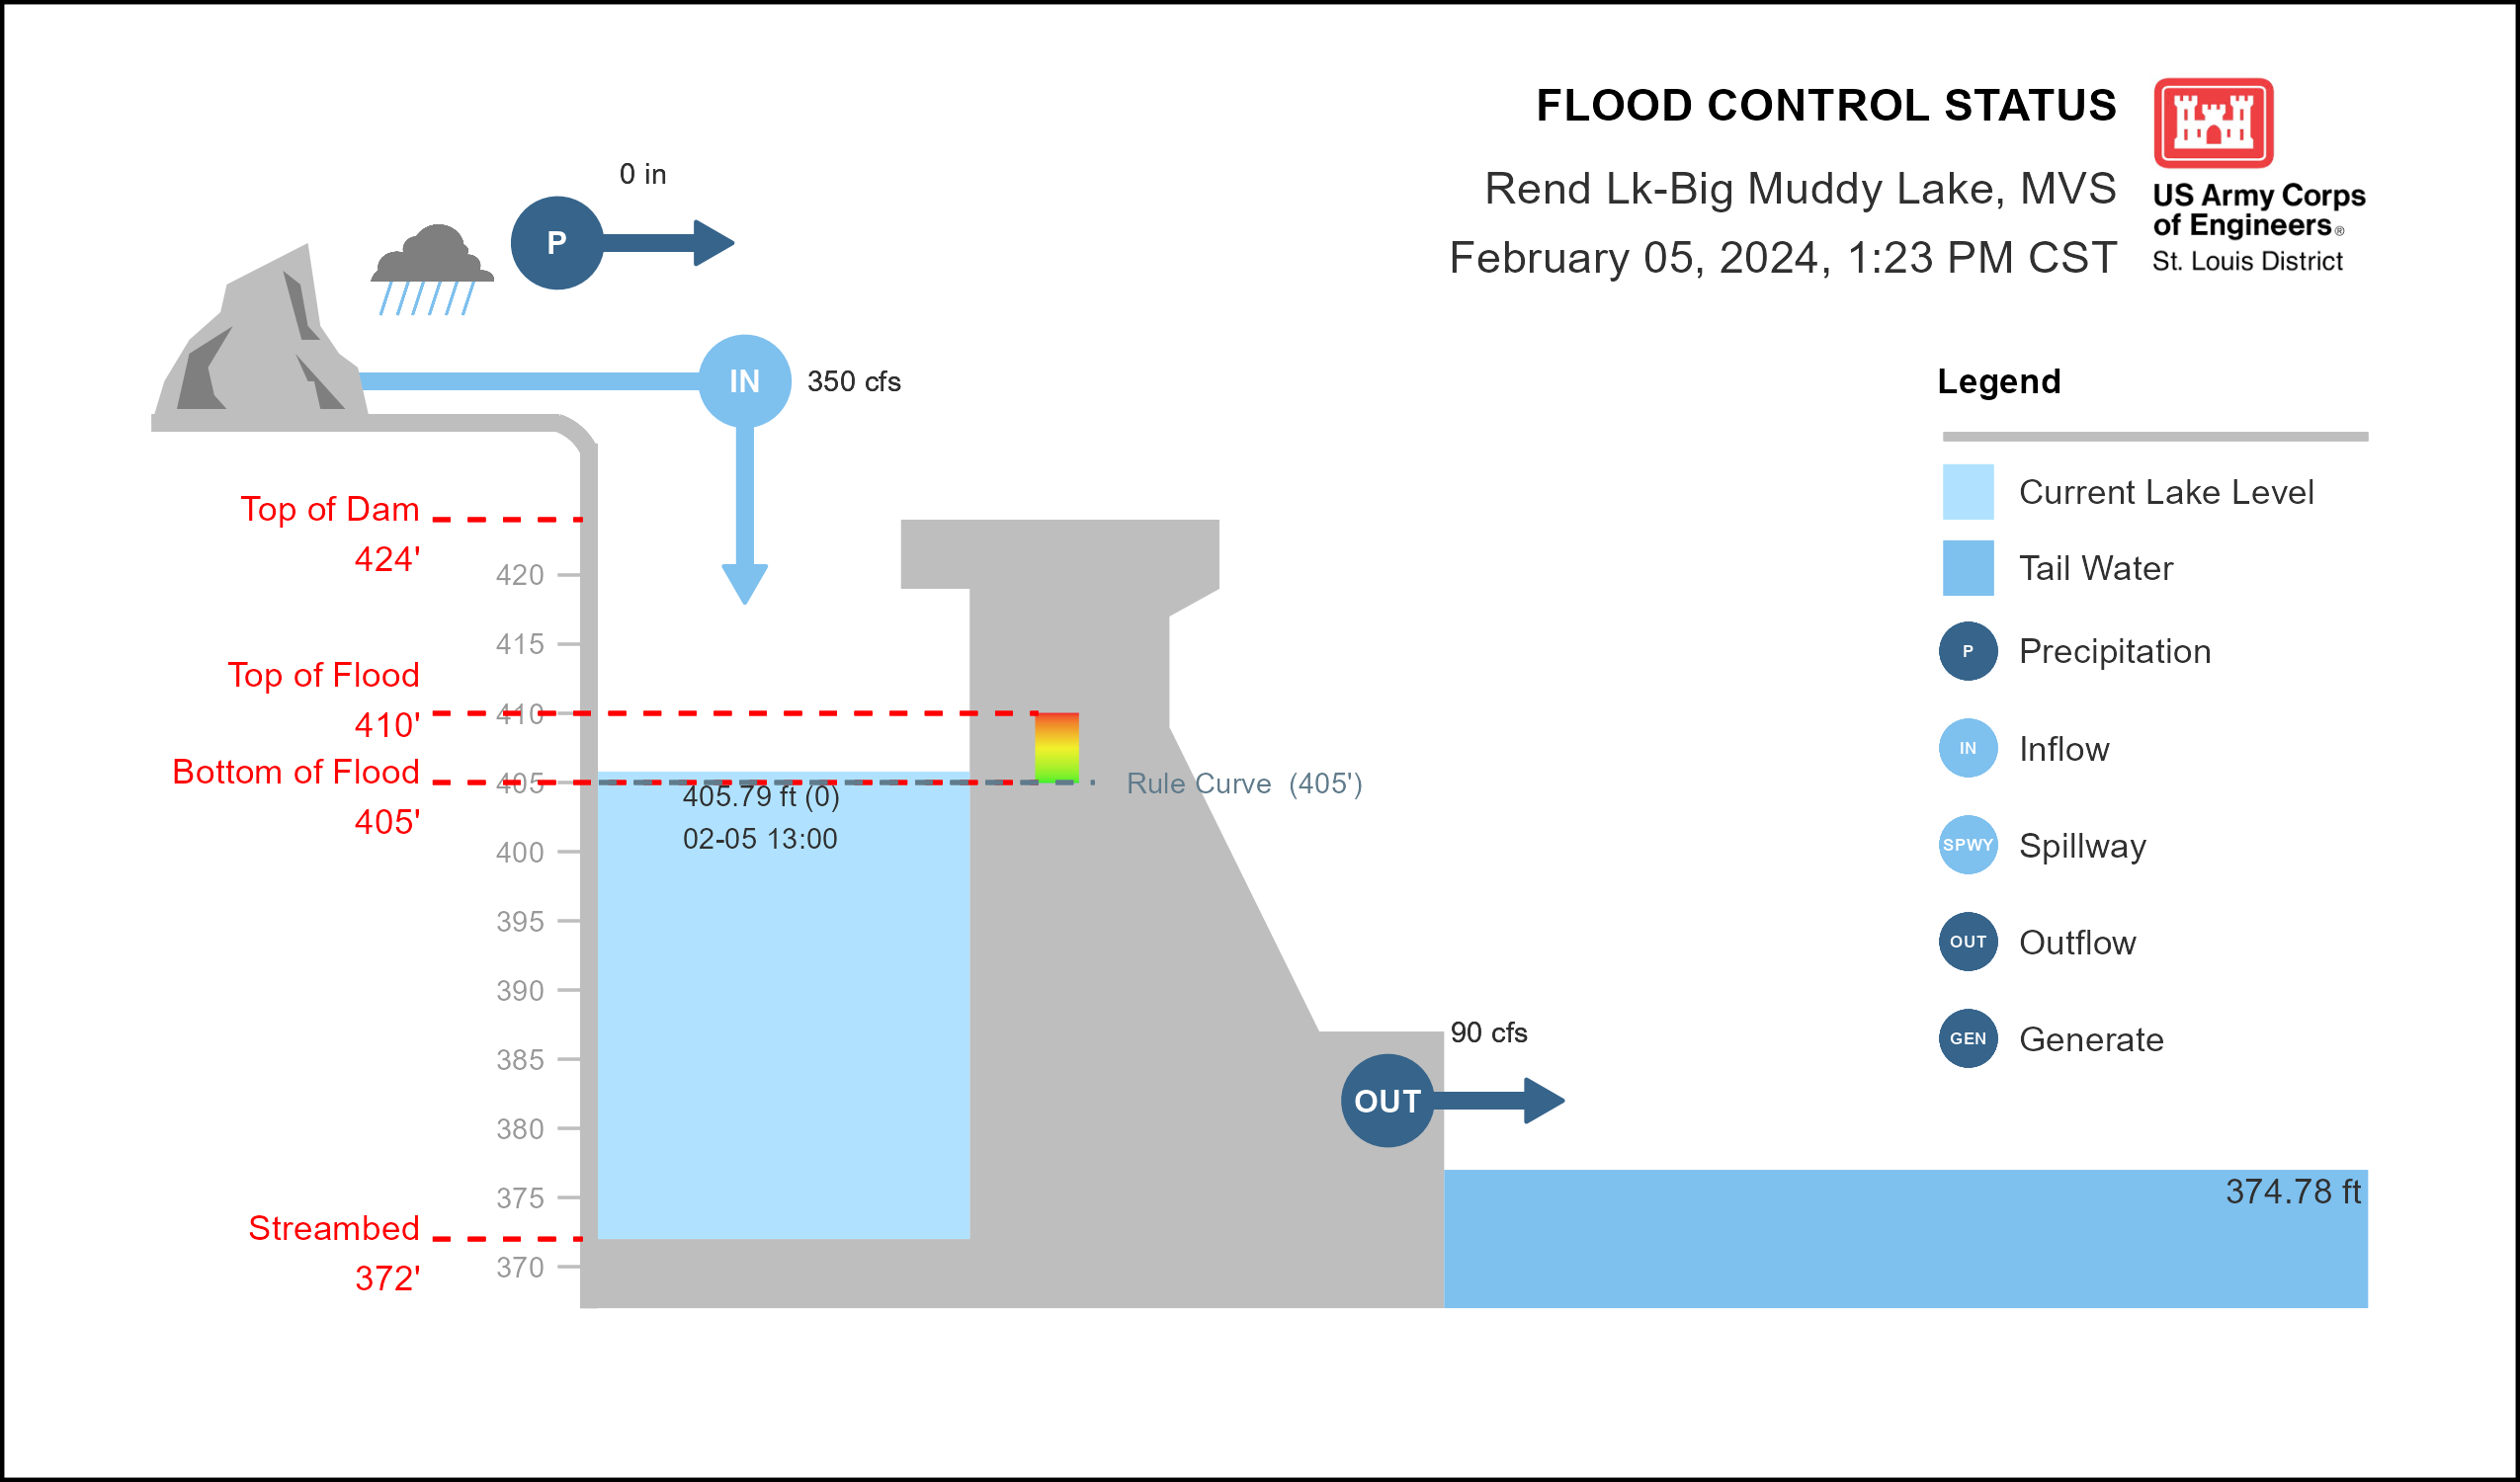 FLOOD CONTROL STATUS
Rend Lk-Big Muddy Lake, MVS
February 05, 2024, 1:23 PM CST
US Army Corps
of Engineers®
St. Louis District
0 in
P
IN
350 cfs
Legend
Current Lake Level
Tail Water
P Precipitation
IN Inflow
SPWY Spillway
OUT Outflow
GEN Generate
Top of Dam
424'
420
415
Top of Flood
410'
410
Bottom of Flood
405'
405
Rule Curve (405')
405.79 ft (0)
02-05 13:00
400
395
390
385
380
375
370
Streambed
372'
90 cfs
OUT
374.78 ft